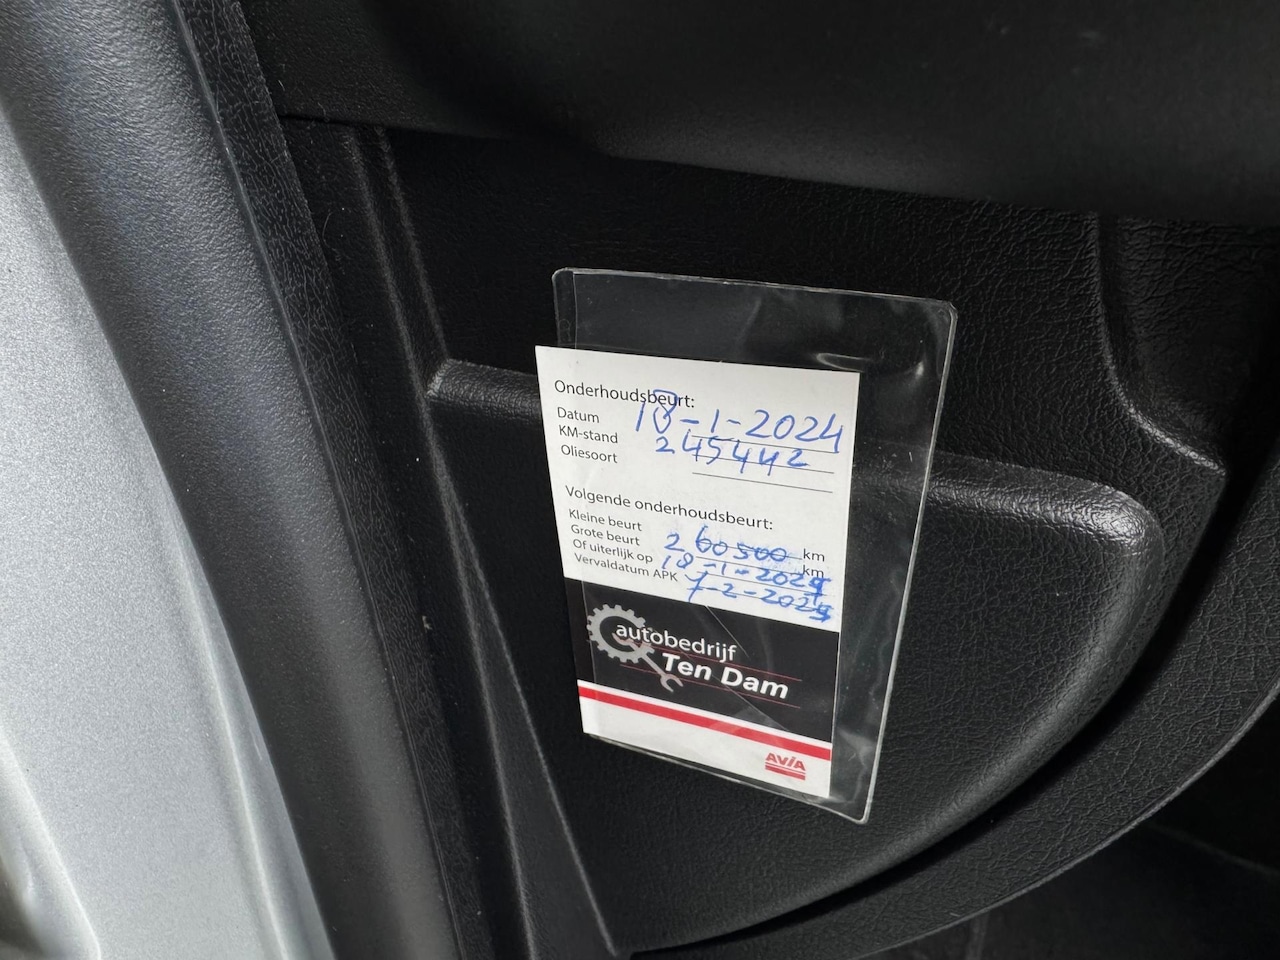 Onderhoudsbeurt:
Datum 18-1-2024
KM-stand 245442
Oliesoort
Volgende onderhoudsbeurt:
Kleine beurt km
Grote beurt 260500 km
Of uiterlijk op 18-1-2025
Vervaldatum APK 7-2-2025
autobedrijf
Ten Dam
AVIA